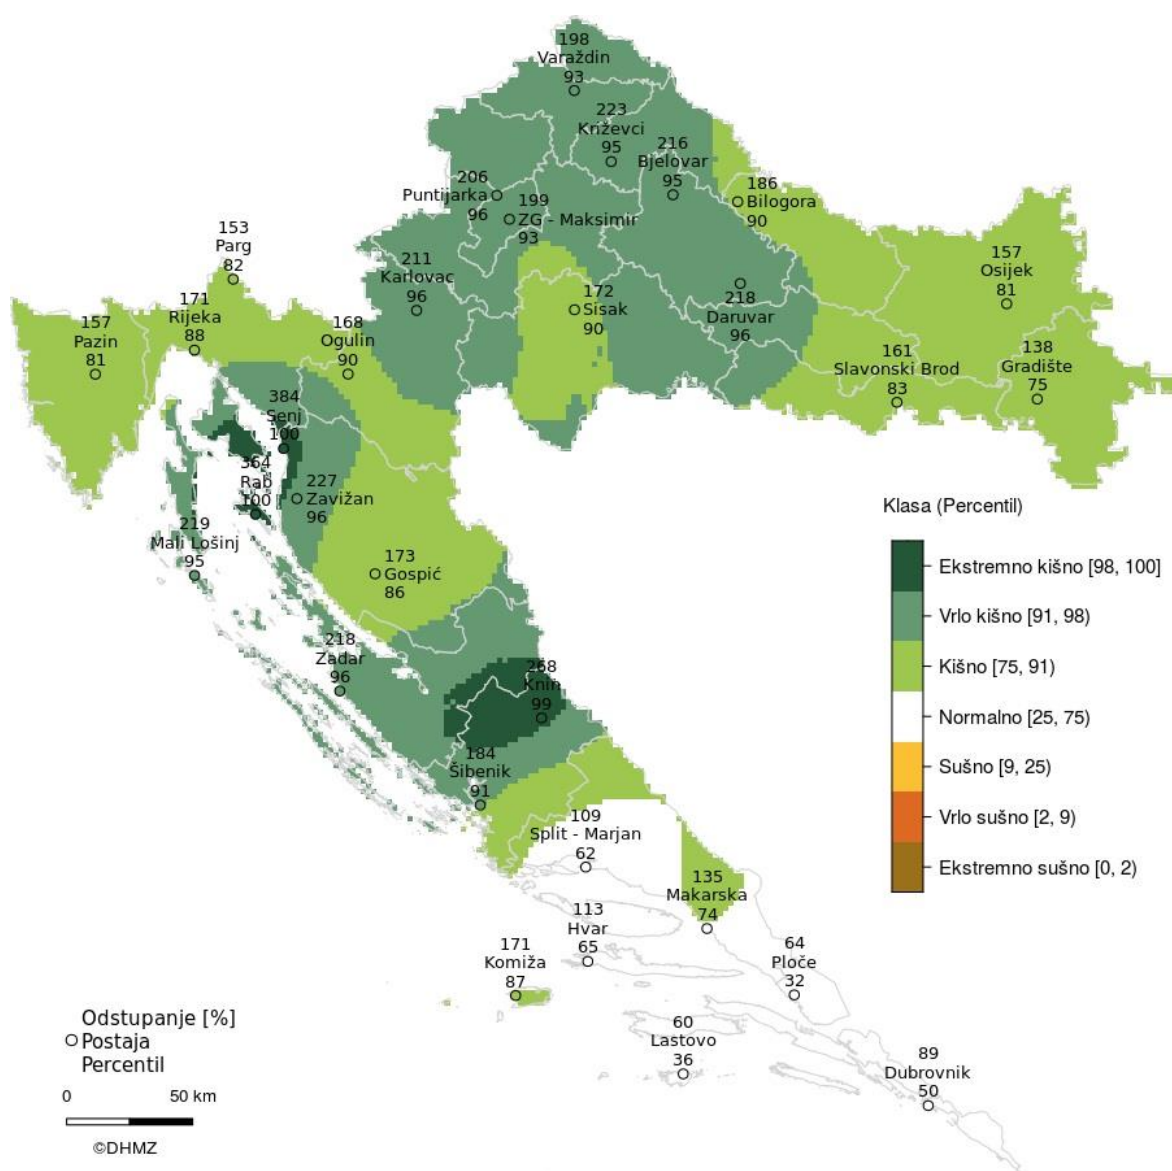 198
Varaždin
93
223
Križevci
95
216
Bjelovar
95
206
Puntijarka
96
199
ZG - Maksimir
93
186
Bilogora
90
153
Parg
82
211
Karlovac
96
172
Sisak
90
218
Daruvar
96
157
Osijek
81
171
Rijeka
88
157
Pazin
81
168
Ogulin
90
161
Slavonski Brod
83
138
Gradište
75
384
Senj
100
364
Rab
100
227
Zavižan
96
219
Mali Lošinj
95
173
Gospić
86
218
Zadar
96
268
Knin
99
184
Šibenik
91
109
Split - Marjan
62
135
Makarska
74
113
Hvar
65
171
Komiža
87
64
Ploče
32
60
Lastovo
36
89
Dubrovnik
50
Klasa (Percentil)
Ekstremno kišno [98, 100]
Vrlo kišno [91, 98)
Kišno [75, 91)
Normalno [25, 75)
Sušno [9, 25)
Vrlo sušno [2, 9)
Ekstremno sušno [0, 2)
Odstupanje [%]
Postaja
Percentil
0 50 km
©DHMZ